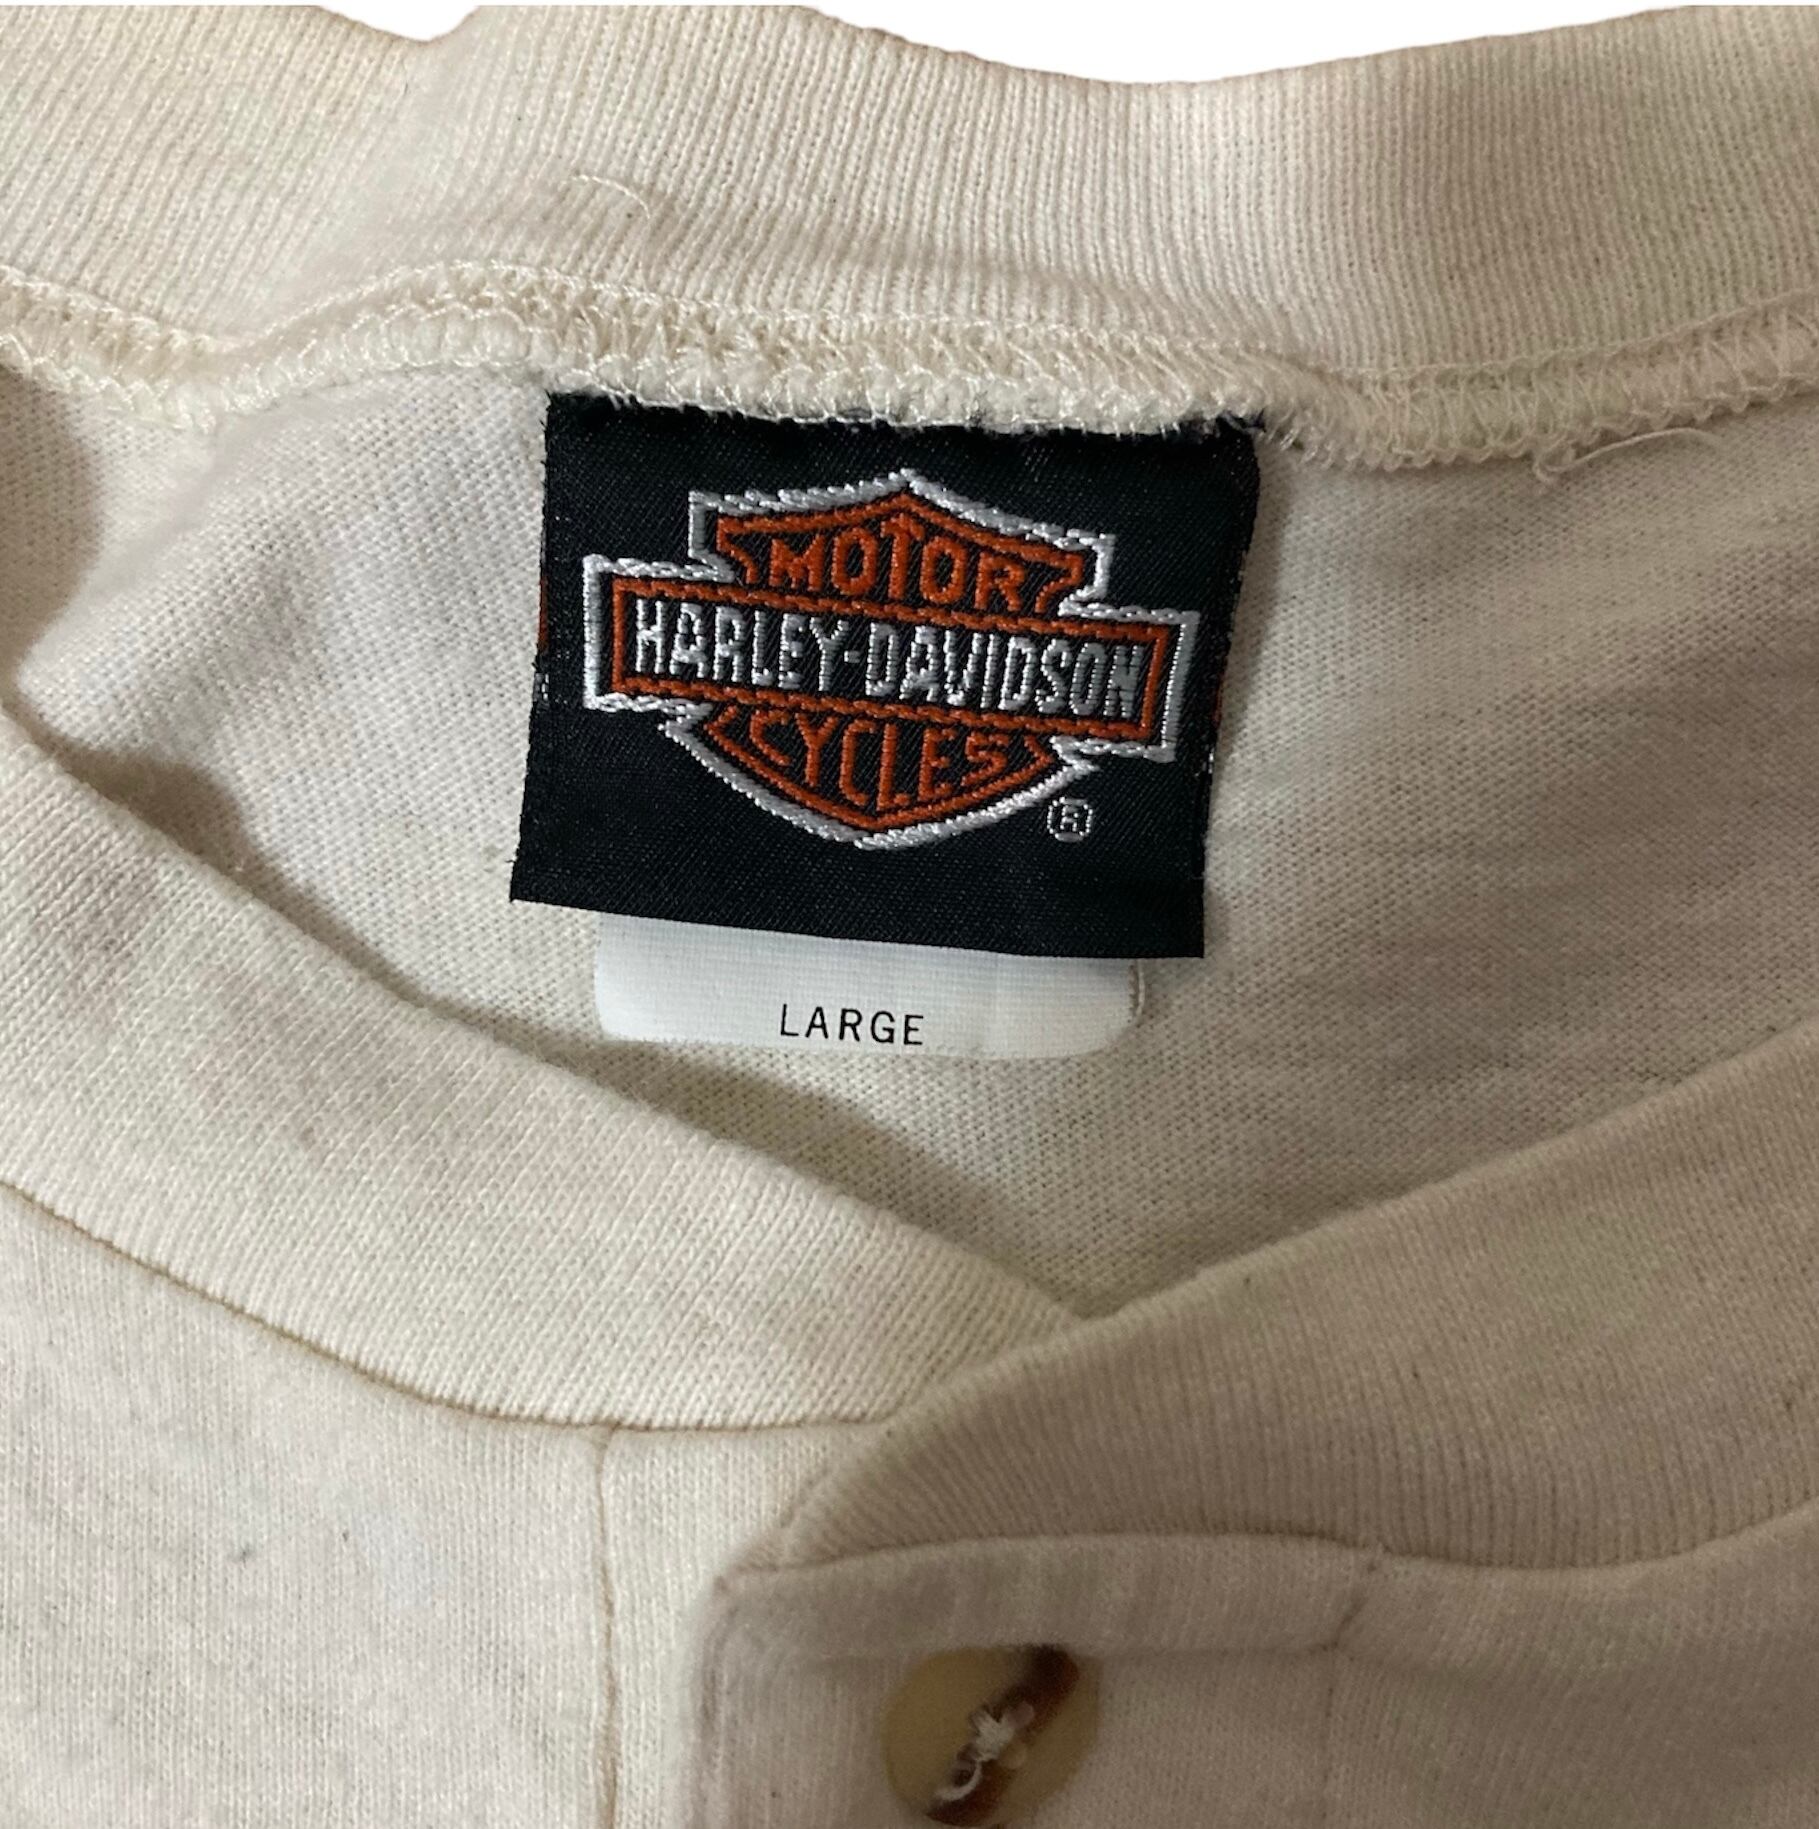 MOTOR
HARLEY-DAVIDSON
CYCLES
®
LARGE